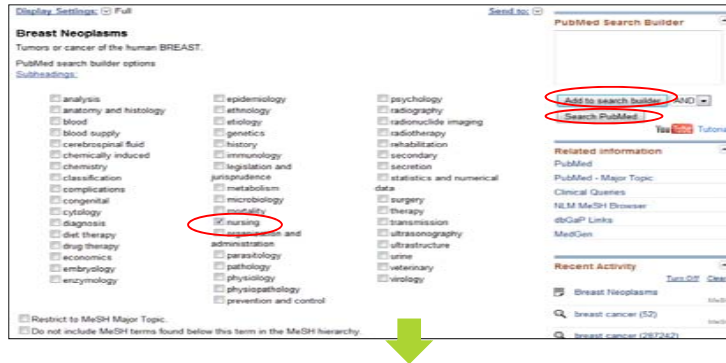 Display Settings: Full
Send to:
Breast Neoplasms
Tumors or cancer of the human BREAST.
PubMed search builder options
Subheadings:
analysis
anatomy and histology
blood
blood supply
cerebrospinal fluid
chemically induced
chemistry
classification
complications
congenital
cytology
diagnosis
diet therapy
drug therapy
economics
embryology
enzymology
epidemiology
ethnology
etiology
genetics
history
immunology
legislation and
jurisprudence
metabolism
microbiology
mortality
nursing
organization and
administration
parasitology
pathology
physiology
physiopathology
prevention and control
psychology
radiography
radionuclide imaging
radiotherapy
rehabilitation
secondary
secretion
statistics and numerical
data
surgery
therapy
transmission
ultrasonography
ultrastructure
urine
veterinary
virology
Restrict to MeSH Major Topic.
Do not include MeSH terms found below this term in the MeSH hierarchy.
PubMed Search Builder
Add to search builder AND
Search PubMed
YouTube Tutoria
Related information
PubMed
PubMed - Major Topic
Clinical Queries
NLM MeSH Browser
dbGaP Links
MedGen
Recent Activity
Turn Off Clear
Breast Neoplasms
breast cancer (52)
breast cancer (287242)